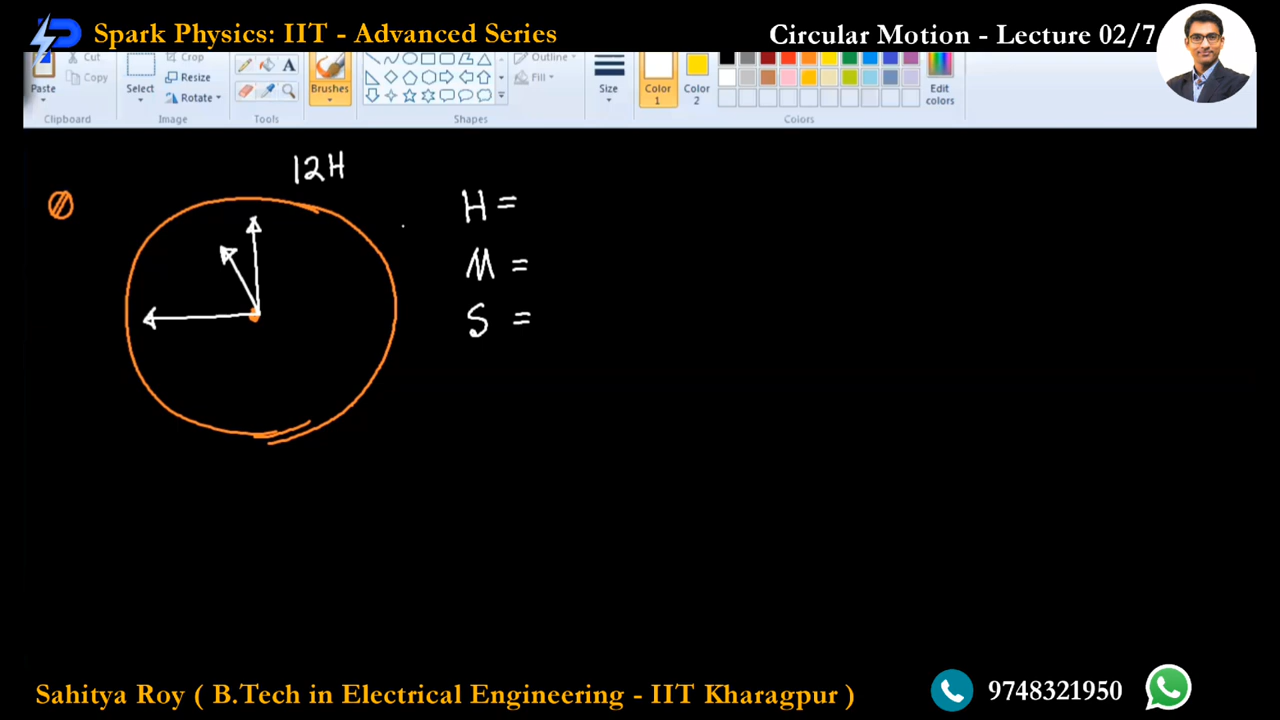 Spark Physics: IIT - Advanced Series
Circular Motion - Lecture 02/7
Cut
Copy
Paste
Clipboard
Crop
Resize
Rotate
Select
Image
A
Tools
Brushes
Outline
Fill
Shapes
Size
Color 1
Color 2
Edit colors
Colors
12H
H =
M =
S =
Sahitya Roy ( B.Tech in Electrical Engineering - IIT Kharagpur )
9748321950